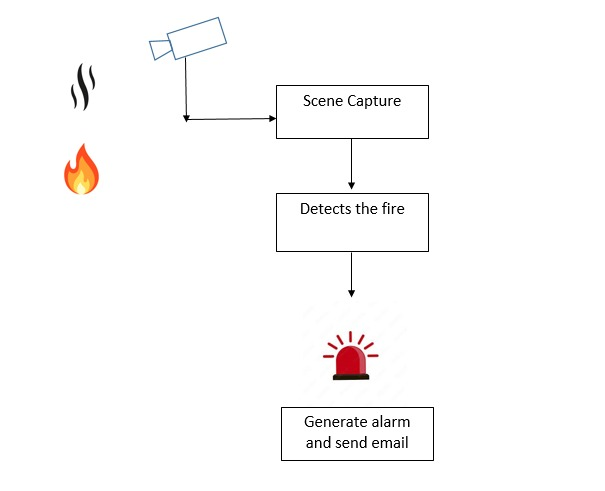 Scene Capture
Detects the fire
Generate alarm
and send email